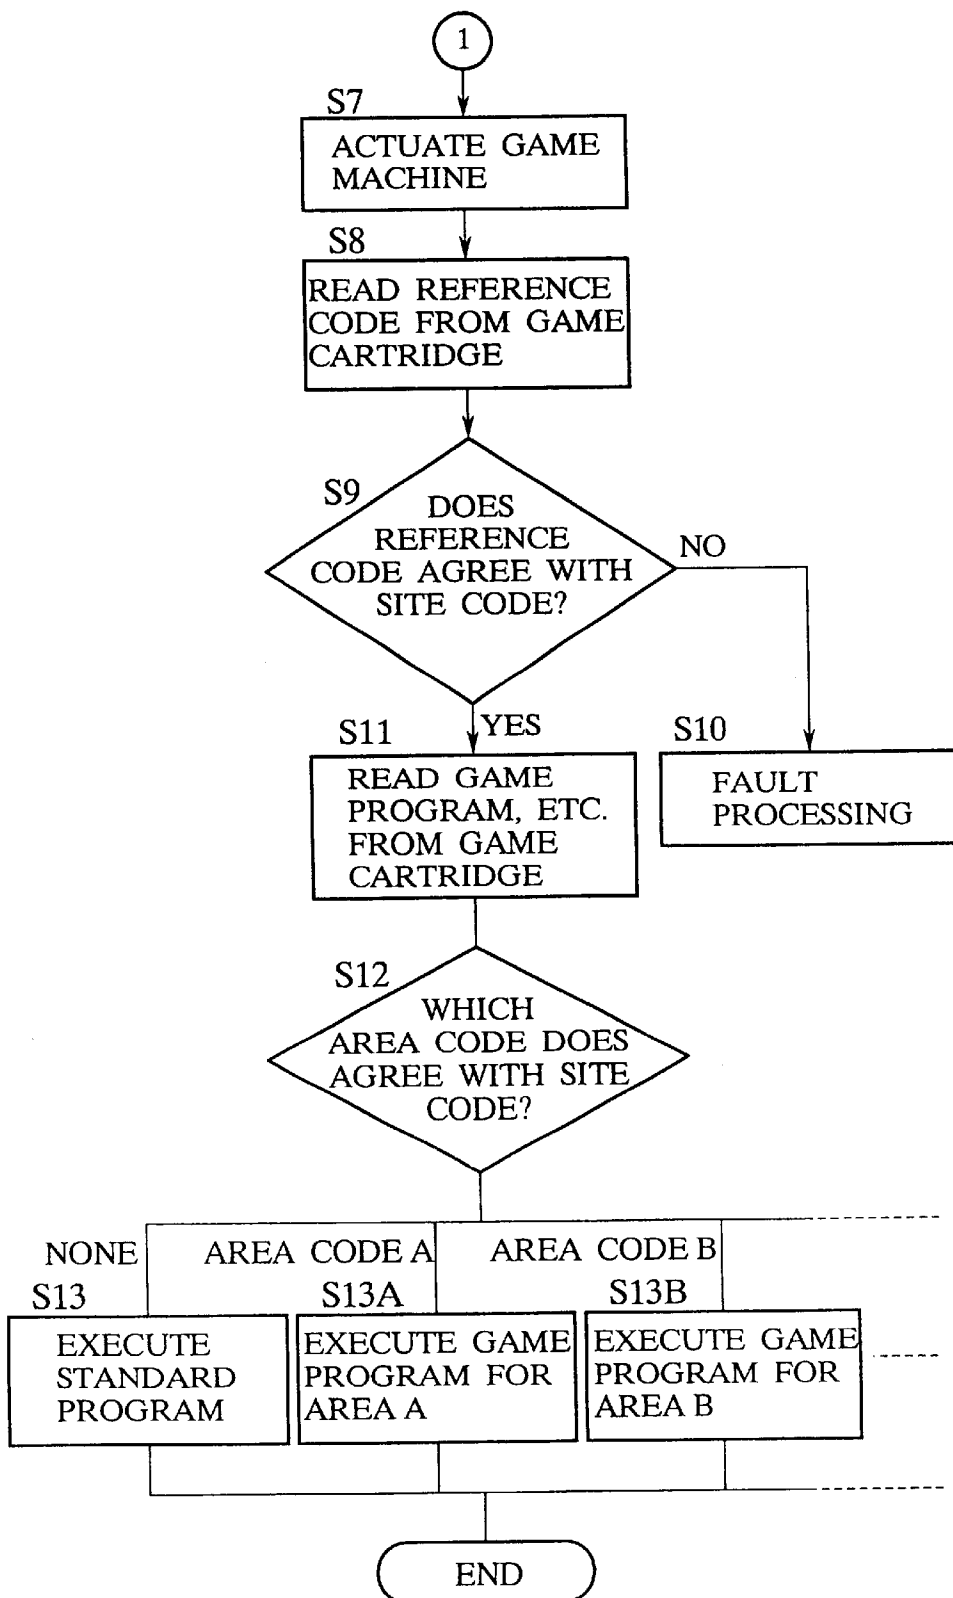 1
S7
ACTUATE GAME
MACHINE
S8
READ REFERENCE
CODE FROM GAME
CARTRIDGE
S9
DOES
REFERENCE
CODE AGREE WITH
SITE CODE?
NO
YES
S11
READ GAME
PROGRAM, ETC.
FROM GAME
CARTRIDGE
S10
FAULT
PROCESSING
S12
WHICH
AREA CODE DOES
AGREE WITH SITE
CODE?
NONE
AREA CODE A
AREA CODE B
S13
EXECUTE
STANDARD
PROGRAM
S13A
EXECUTE GAME
PROGRAM FOR
AREA A
S13B
EXECUTE GAME
PROGRAM FOR
AREA B
END